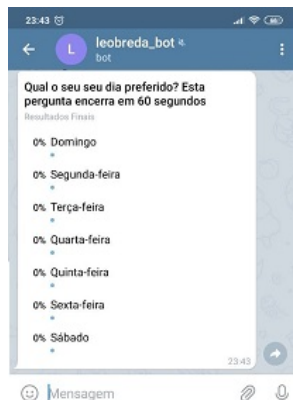 23:43
leobreda_bot
bot
Qual o seu seu dia preferido? Esta
pergunta encerra em 60 segundos
Resultados Finais
0% Domingo
0% Segunda-feira
0% Terça-feira
0% Quarta-feira
0% Quinta-feira
0% Sexta-feira
0% Sábado
23:43
Mensagem